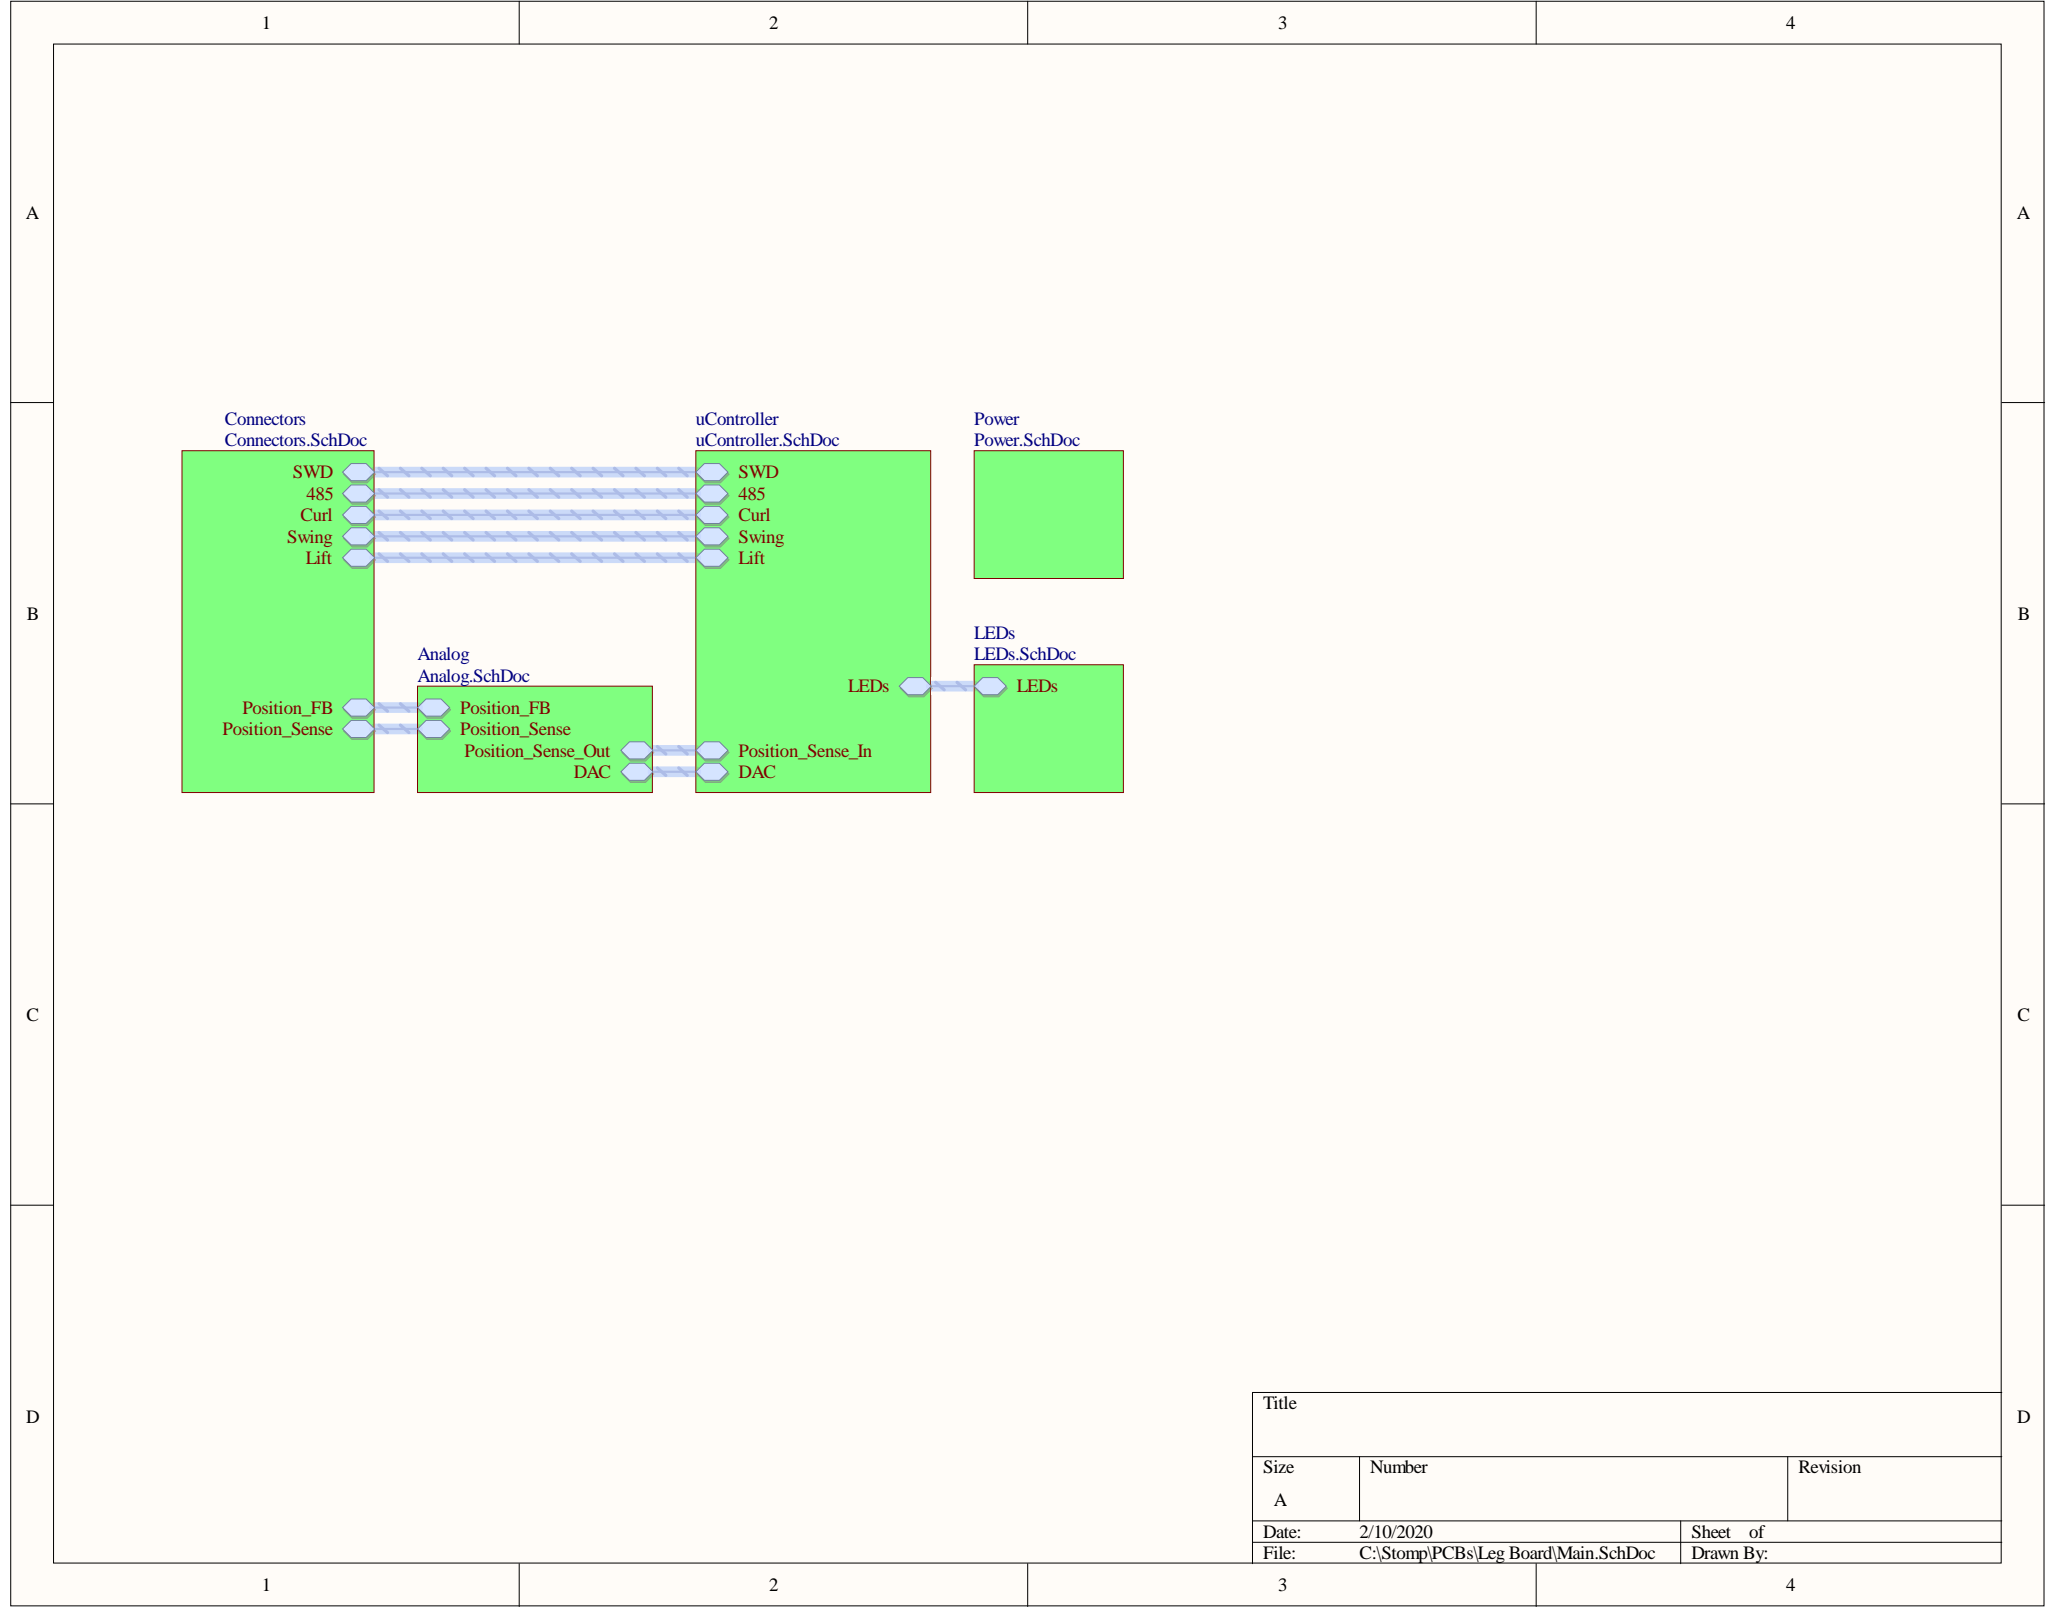 1 2 3 4
A A
Connectors
Connectors.SchDoc
SWD
485
Curl
Swing
Lift
Position_FB
Position_Sense
Analog
Analog.SchDoc
Position_FB
Position_Sense
Position_Sense_Out
DAC
uController
uController.SchDoc
SWD
485
Curl
Swing
Lift
LEDs
Position_Sense_In
DAC
Power
Power.SchDoc
LEDs
LEDs.SchDoc
LEDs
B B
C C
D D
Title
Size Number Revision
A
Date: 2/10/2020 Sheet of
File: C:\Stomp\PCBs\Leg Board\Main.SchDoc Drawn By:
1 2 3 4